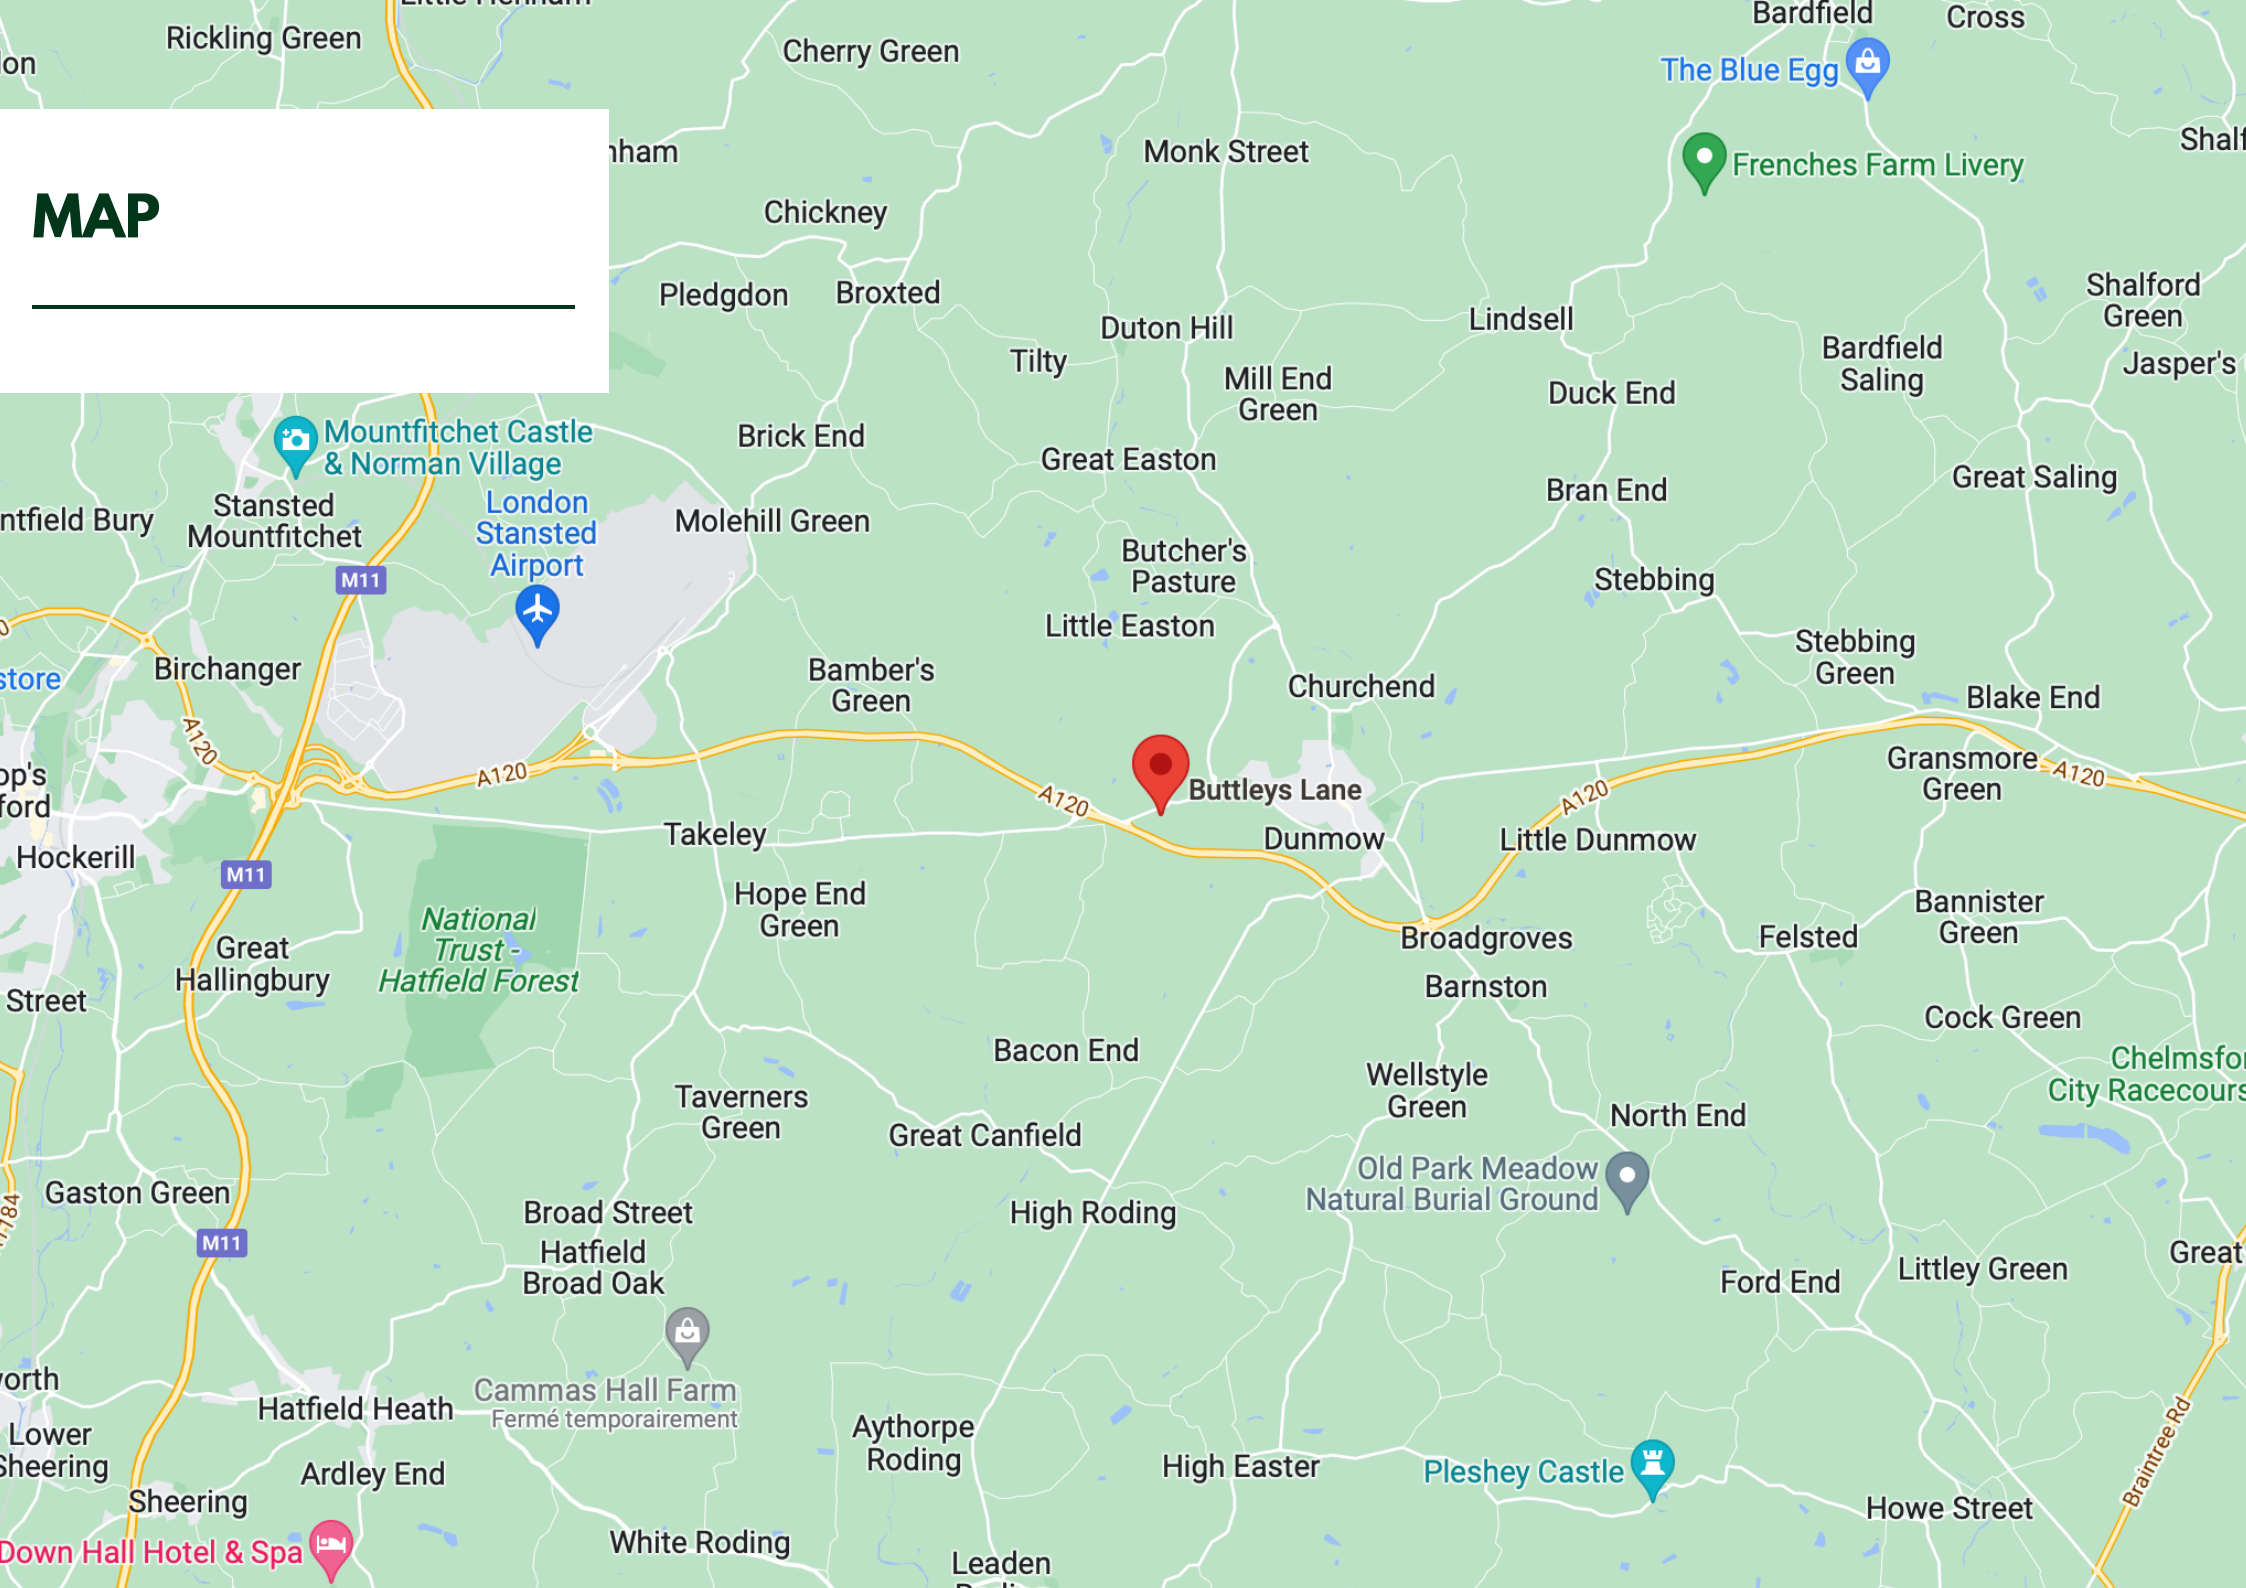 Rickling Green
Cherry Green
Bardfield
Cross
The Blue Egg
Monk Street
Frenches Farm Livery
MAP
Chickney
Pledgdon
Broxted
Shalford
Green
Duton Hill
Lindsell
Tilty
Bardfield
Saling
Jasper's
Mill End
Green
Duck End
Mountfitchet Castle
& Norman Village
Brick End
Great Easton
Great Saling
Bran End
Stansted
Mountfitchet
London
Stansted
Airport
Molehill Green
ntfield Bury
Butcher's
Pasture
M11
Stebbing
Little Easton
Stebbing
Green
Birchanger
store
Bamber's
Green
Churchend
Blake End
A120
A120
A120
Buttleys Lane
A120
Gransmore
Green
A120
Takeley
Dunmow
Little Dunmow
op's
ford
Hockerill
M11
Hope End
Green
National
Trust -
Hatfield Forest
Great
Hallingbury
Broadgroves
Felsted
Bannister
Green
Street
Barnston
Cock Green
Bacon End
Chelmsfor
City Racecours
Wellstyle
Green
Taverners
Green
North End
Great Canfield
Old Park Meadow
Natural Burial Ground
Gaston Green
Broad Street
High Roding
M11
Hatfield
Broad Oak
Great
Littley Green
Ford End
Cammas Hall Farm
Fermé temporairement
Hatfield Heath
orth
Lower
Sheering
Aythorpe
Roding
Braintree Rd
Ardley End
High Easter
Pleshey Castle
Sheering
Howe Street
Down Hall Hotel & Spa
White Roding
Leaden